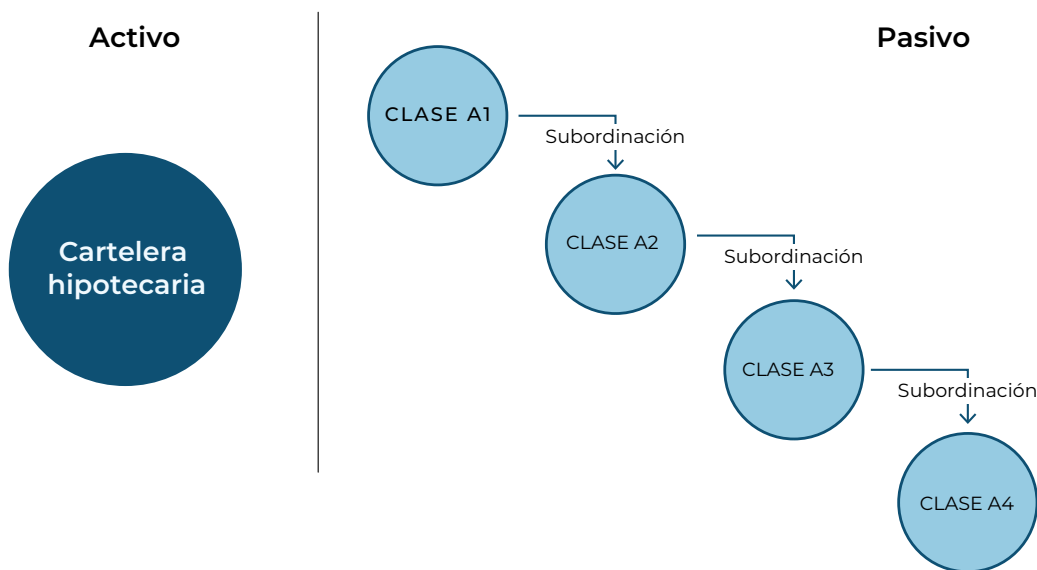 Activo
Pasivo
Cartelera
hipotecaria
CLASE A1
Subordinación
CLASE A2
Subordinación
CLASE A3
Subordinación
CLASE A4